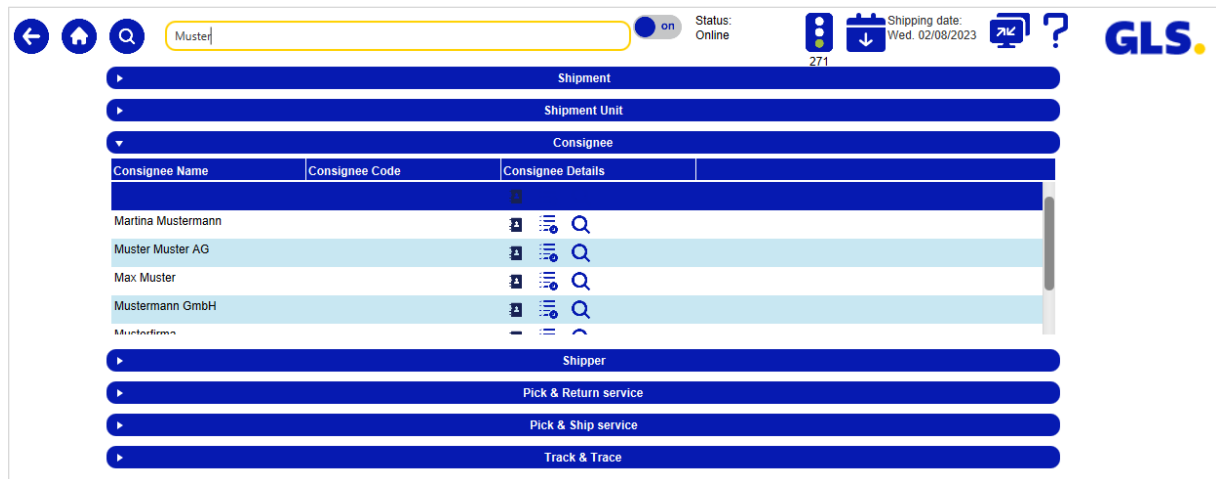 Muster
on
Status:
Online
271
Shipping date:
Wed. 02/08/2023
GLS.
Shipment
Shipment Unit
Consignee
Consignee Name Consignee Code Consignee Details
Martina Mustermann
Muster Muster AG
Max Muster
Mustermann GmbH
Musterfirma
Shipper
Pick & Return service
Pick & Ship service
Track & Trace